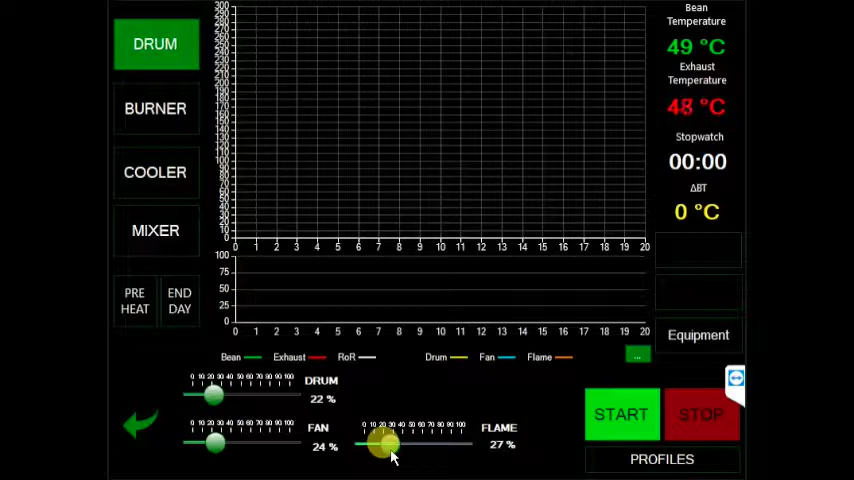 DRUM
BURNER
COOLER
MIXER
PRE HEAT
END DAY
300
290
280
270
260
250
240
230
220
210
200
190
180
170
160
150
140
130
120
110
100
90
80
70
60
50
40
30
20
10
0
0 1 2 3 4 5 6 7 8 9 10 11 12 13 14 15 16 17 18 19 20
100
75
50
25
0
0 1 2 3 4 5 6 7 8 9 10 11 12 13 14 15 16 17 18 19 20
Bean Exhaust RoR Drum Fan Flame ...
Bean
Temperature
49 °C
Exhaust
Temperature
48 °C
Stopwatch
00:00
ΔBT
0 °C
Equipment
0 10 20 30 40 50 60 70 80 90 100
DRUM
22 %
0 10 20 30 40 50 60 70 80 90 100
FAN
24 %
0 10 20 30 40 50 60 70 80 90 100
FLAME
27 %
START
STOP
PROFILES